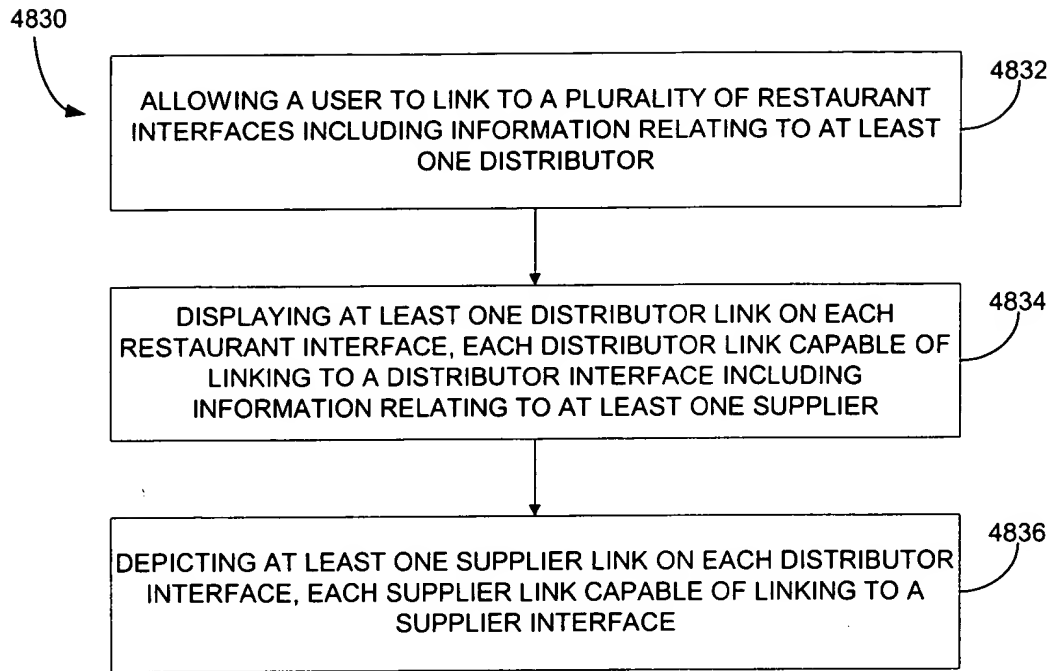 4830
4832
ALLOWING A USER TO LINK TO A PLURALITY OF RESTAURANT
INTERFACES INCLUDING INFORMATION RELATING TO AT LEAST
ONE DISTRIBUTOR
4834
DISPLAYING AT LEAST ONE DISTRIBUTOR LINK ON EACH
RESTAURANT INTERFACE, EACH DISTRIBUTOR LINK CAPABLE OF
LINKING TO A DISTRIBUTOR INTERFACE INCLUDING
INFORMATION RELATING TO AT LEAST ONE SUPPLIER
4836
DEPICTING AT LEAST ONE SUPPLIER LINK ON EACH DISTRIBUTOR
INTERFACE, EACH SUPPLIER LINK CAPABLE OF LINKING TO A
SUPPLIER INTERFACE